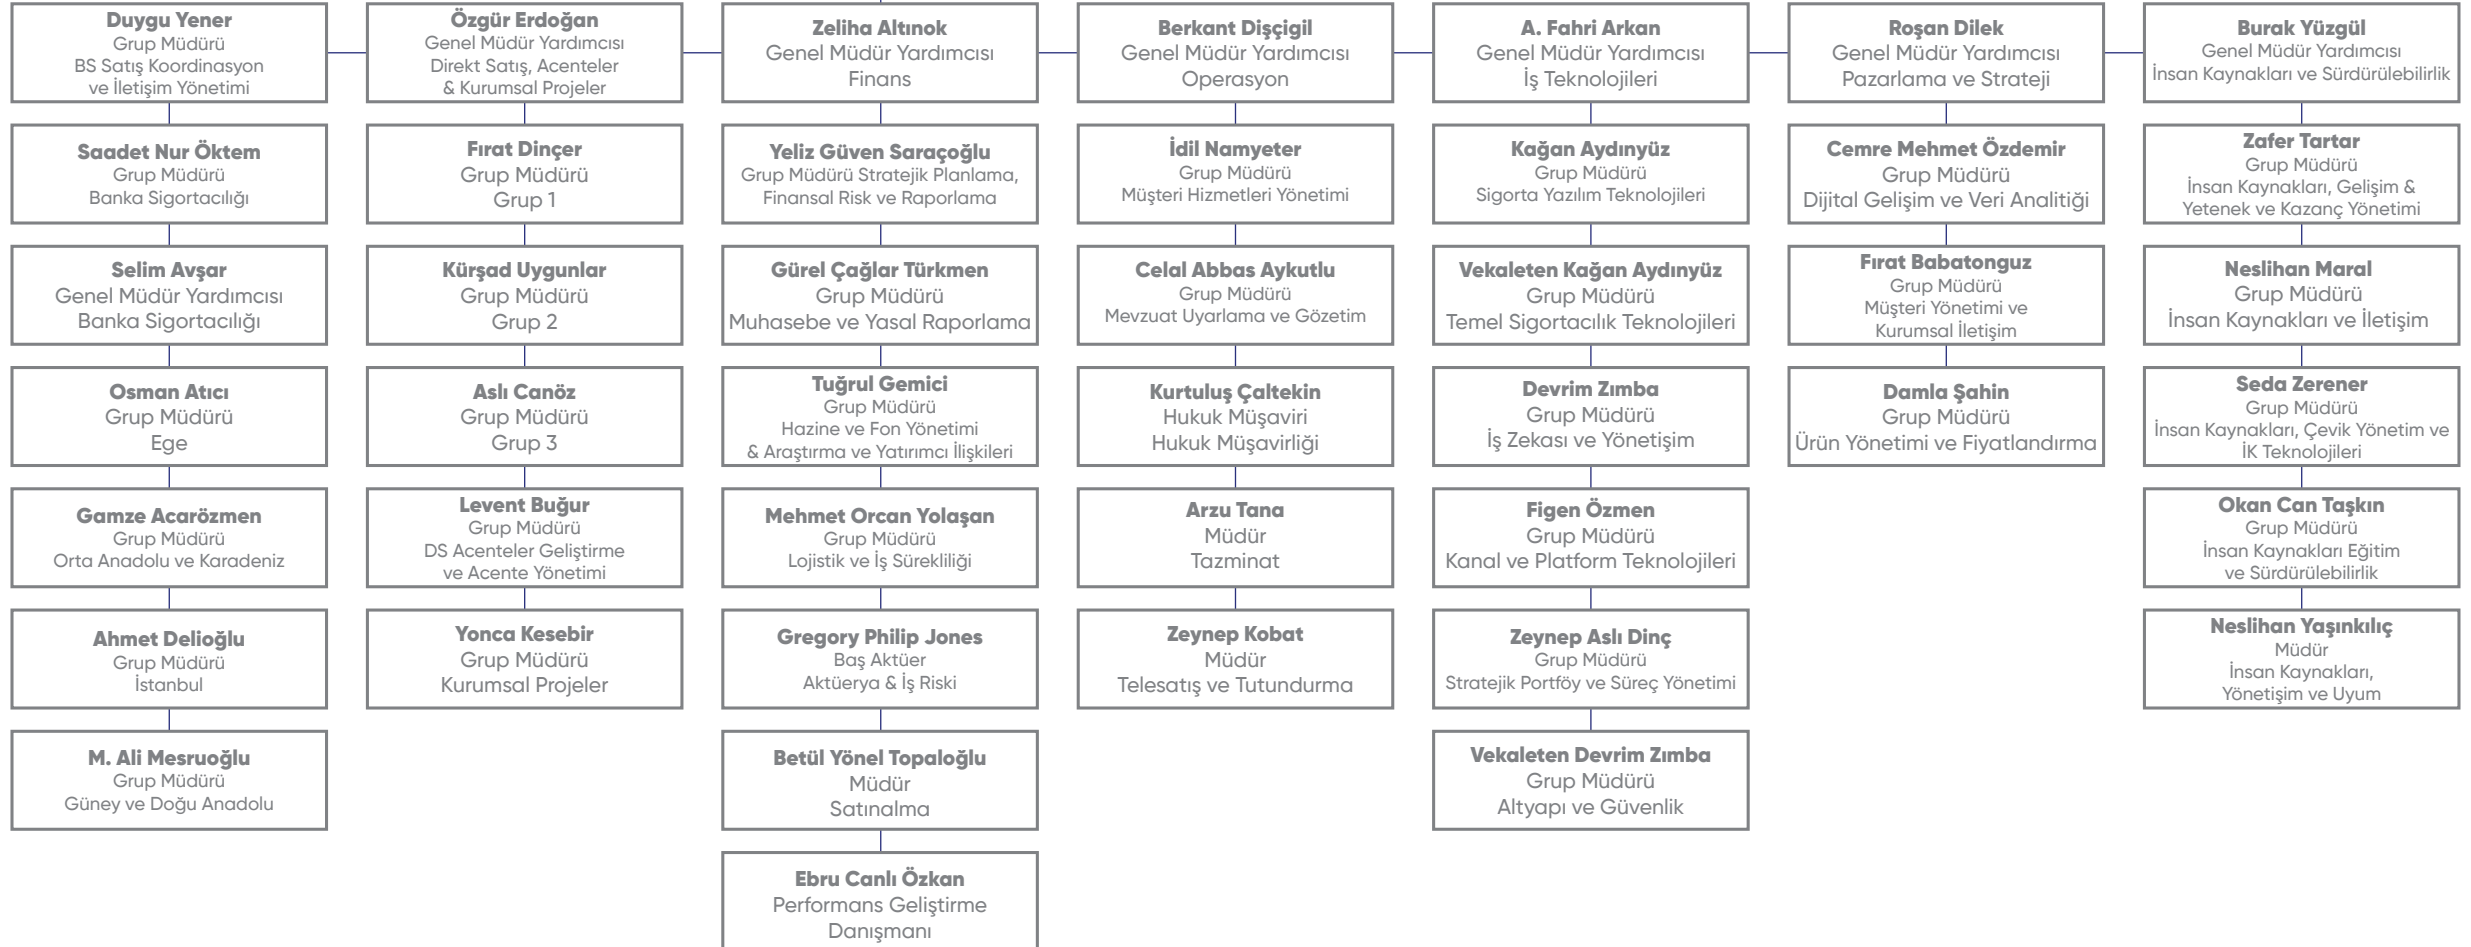 Duygu Yener
Grup Müdürü
BS Satış Koordinasyon
ve İletişim Yönetimi
Saadet Nur Öktem
Grup Müdürü
Banka Sigortacılığı
Selim Avşar
Genel Müdür Yardımcısı
Banka Sigortacılığı
Osman Atıcı
Grup Müdürü
Ege
Gamze Acarözmen
Grup Müdürü
Orta Anadolu ve Karadeniz
Ahmet Delioğlu
Grup Müdürü
İstanbul
M. Ali Mesruoğlu
Grup Müdürü
Güney ve Doğu Anadolu
Özgür Erdoğan
Genel Müdür Yardımcısı
Direkt Satış, Acenteler
& Kurumsal Projeler
Fırat Dinçer
Grup Müdürü
Grup 1
Kürşad Uygunlar
Grup Müdürü
Grup 2
Aslı Canöz
Grup Müdürü
Grup 3
Levent Buğur
Grup Müdürü
DS Acenteler Geliştirme
ve Acente Yönetimi
Yonca Kesebir
Grup Müdürü
Kurumsal Projeler
Zeliha Altınok
Genel Müdür Yardımcısı
Finans
Yeliz Güven Saraçoğlu
Grup Müdürü Stratejik Planlama,
Finansal Risk ve Raporlama
Gürel Çağlar Türkmen
Grup Müdürü
Muhasebe ve Yasal Raporlama
Tuğrul Gemici
Grup Müdürü
Hazine ve Fon Yönetimi
& Araştırma ve Yatırımcı İlişkileri
Mehmet Orcan Yolaşan
Grup Müdürü
Lojistik ve İş Sürekliliği
Gregory Philip Jones
Baş Aktüer
Aktüerya & İş Riski
Betül Yönel Topaloğlu
Müdür
Satınalma
Ebru Canlı Özkan
Performans Geliştirme
Danışmanı
Berkant Dişçigil
Genel Müdür Yardımcısı
Operasyon
İdil Namyeter
Grup Müdürü
Müşteri Hizmetleri Yönetimi
Celal Abbas Aykutlu
Grup Müdürü
Mevzuat Uyarlama ve Gözetim
Kurtuluş Çaltekin
Hukuk Müşaviri
Hukuk Müşavirliği
Arzu Tana
Müdür
Tazminat
Zeynep Kobat
Müdür
Telesatış ve Tutundurma
A. Fahri Arkan
Genel Müdür Yardımcısı
İş Teknolojileri
Kağan Aydınyüz
Grup Müdürü
Sigorta Yazılım Teknolojileri
Vekaleten Kağan Aydınyüz
Grup Müdürü
Temel Sigortacılık Teknolojileri
Devrim Zımba
Grup Müdürü
İş Zekası ve Yönetişim
Figen Özmen
Grup Müdürü
Kanal ve Platform Teknolojileri
Zeynep Aslı Dinç
Grup Müdürü
Stratejik Portföy ve Süreç Yönetimi
Vekaleten Devrim Zımba
Grup Müdürü
Altyapı ve Güvenlik
Roşan Dilek
Genel Müdür Yardımcısı
Pazarlama ve Strateji
Cemre Mehmet Özdemir
Grup Müdürü
Dijital Gelişim ve Veri Analitiği
Fırat Babatonguz
Grup Müdürü
Müşteri Yönetimi ve
Kurumsal İletişim
Damla Şahin
Grup Müdürü
Ürün Yönetimi ve Fiyatlandırma
Burak Yüzgül
Genel Müdür Yardımcısı
İnsan Kaynakları ve Sürdürülebilirlik
Zafer Tartar
Grup Müdürü
İnsan Kaynakları, Gelişim &
Yetenek ve Kazanç Yönetimi
Neslihan Maral
Grup Müdürü
İnsan Kaynakları ve İletişim
Seda Zerener
Grup Müdürü
İnsan Kaynakları, Çevik Yönetim ve
İK Teknolojileri
Okan Can Taşkın
Grup Müdürü
İnsan Kaynakları Eğitim
ve Sürdürülebilirlik
Neslihan Yaşınkılıç
Müdür
İnsan Kaynakları,
Yönetişim ve Uyum